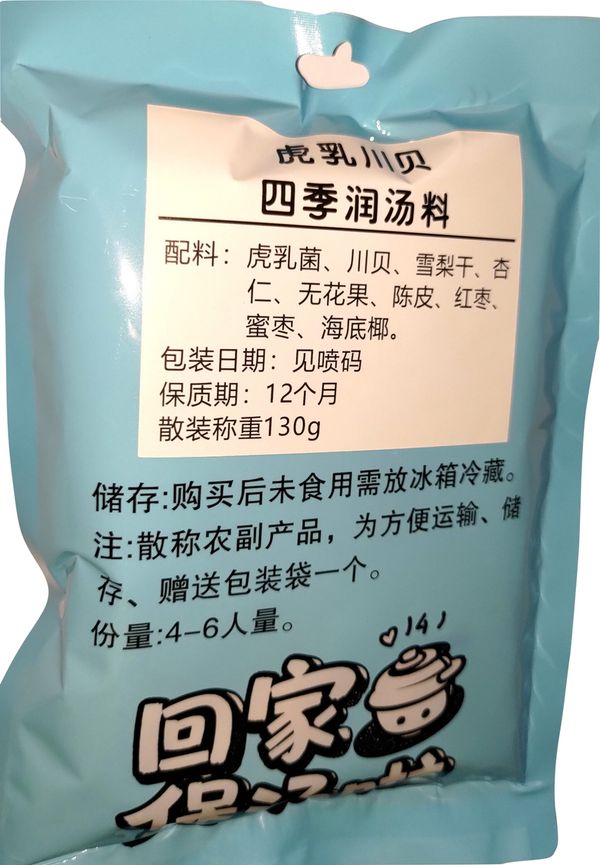 虎乳川贝
四季润汤料
配料：虎乳菌、川贝、雪梨干、杏
仁、无花果、陈皮、红枣、
蜜枣、海底椰。
包装日期：见喷码
保质期：12个月
散装称重130g
储存:购买后未食用需放冰箱冷藏。
注:散称农副产品，为方便运输、储
存、赠送包装袋一个。
份量:4-6人量。
回家
煲汤啦